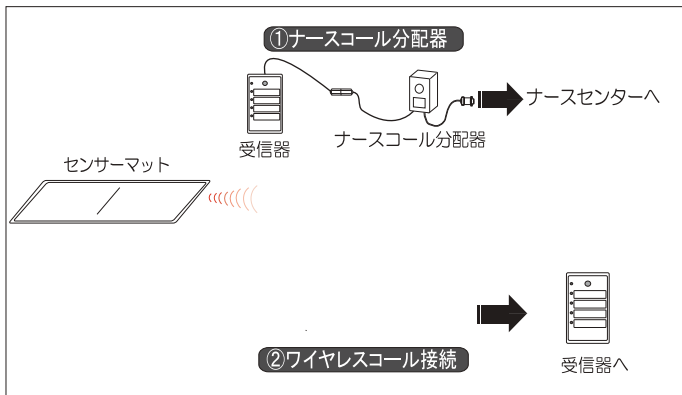 ①ナースコール分配器
ナースセンターへ
受信器
ナースコール分配器
センサーマット
②ワイヤレスコール接続
受信器へ